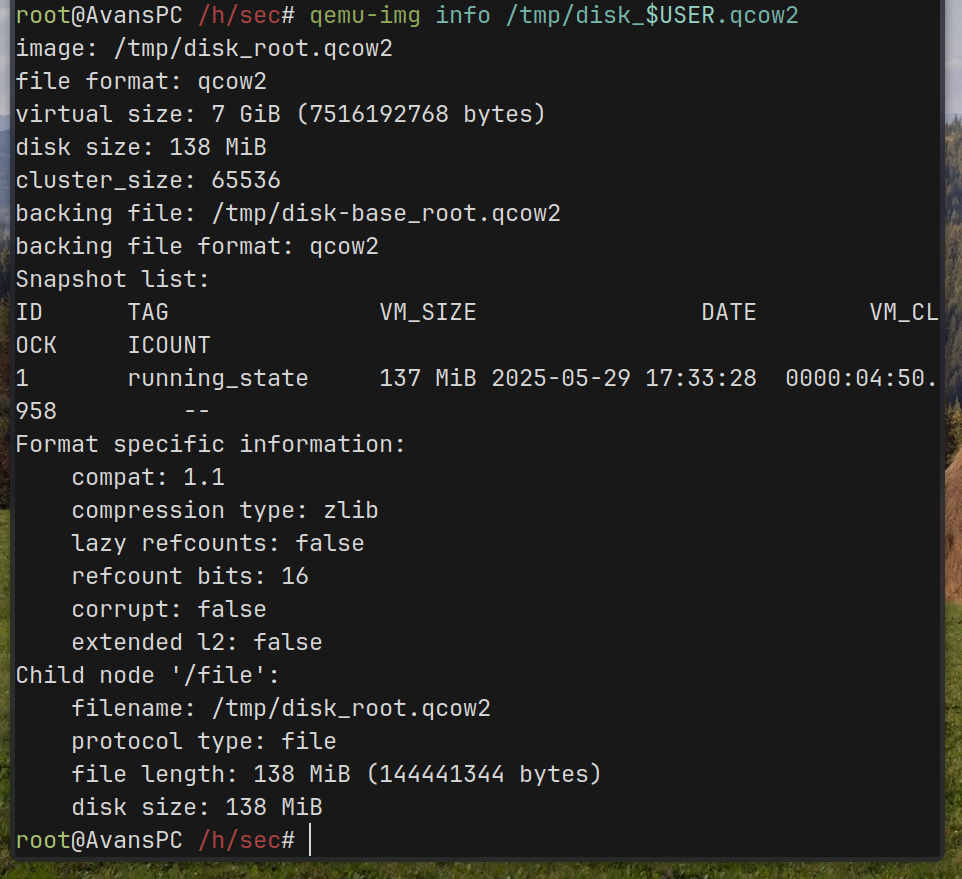 root@AvansPC /h/sec# qemu-img info /tmp/disk_$USER.qcow2
image: /tmp/disk_root.qcow2
file format: qcow2
virtual size: 7 GiB (7516192768 bytes)
disk size: 138 MiB
cluster_size: 65536
backing file: /tmp/disk-base_root.qcow2
backing file format: qcow2
Snapshot list:
ID      TAG               VM_SIZE                DATE        VM_CL
OCK     ICOUNT
1       running_state     137 MiB 2025-05-29 17:33:28  0000:04:50.
958         --
Format specific information:
    compat: 1.1
    compression type: zlib
    lazy refcounts: false
    refcount bits: 16
    corrupt: false
    extended l2: false
Child node '/file':
    filename: /tmp/disk_root.qcow2
    protocol type: file
    file length: 138 MiB (144441344 bytes)
    disk size: 138 MiB
root@AvansPC /h/sec#